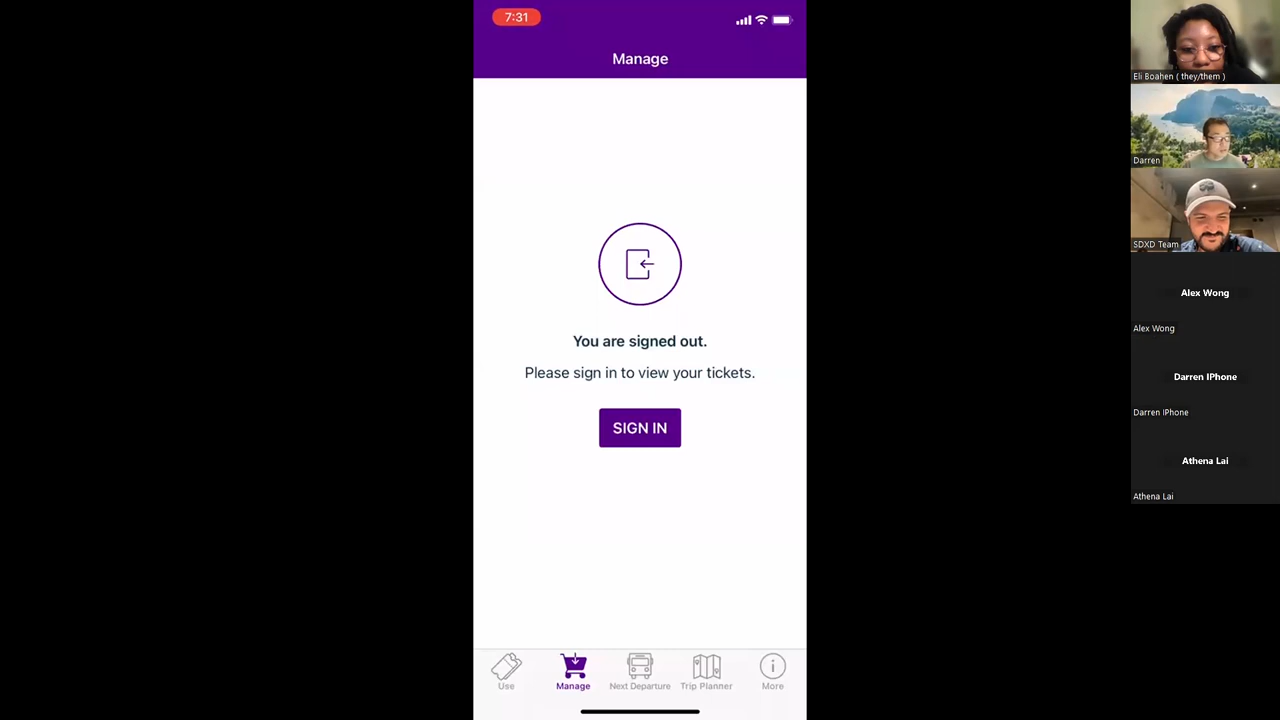 7:31
Manage
You are signed out.
Please sign in to view your tickets.
SIGN IN
Use
Manage
Next Departure
Trip Planner
More
Eli Boahen ( they/them )
Darren
SDXD Team
Alex Wong
Alex Wong
Darren IPhone
Darren IPhone
Athena Lai
Athena Lai